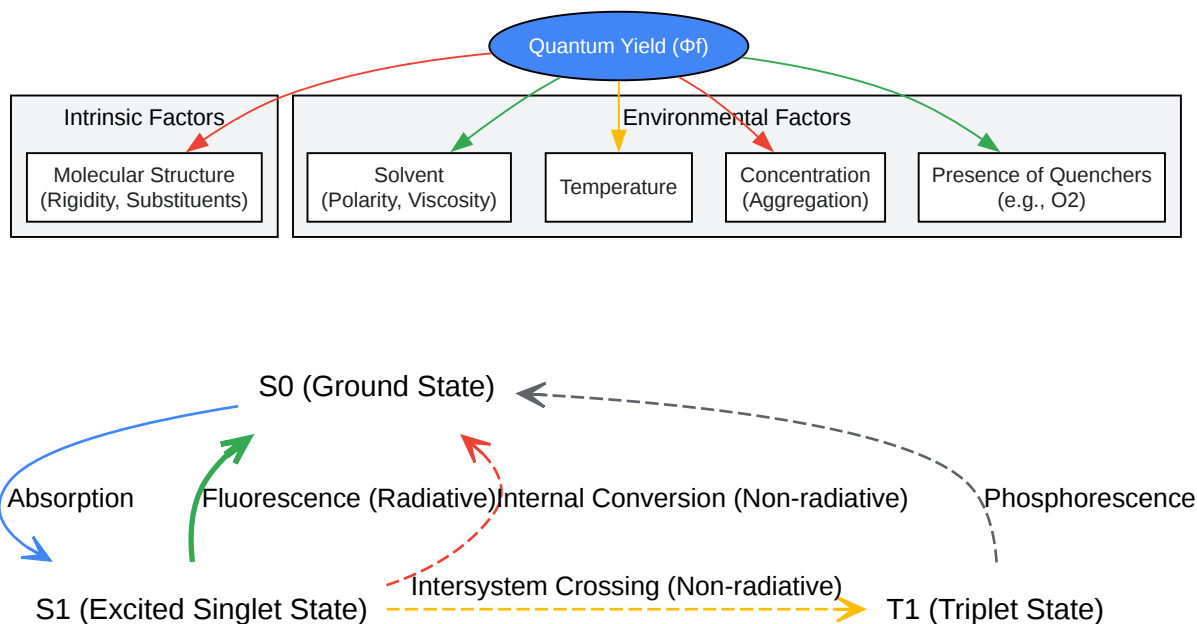 Quantum Yield (Φf)
Intrinsic Factors
Environmental Factors
Molecular Structure
(Rigidity, Substituents)
Solvent
(Polarity, Viscosity)
Temperature
Concentration
(Aggregation)
Presence of Quenchers
(e.g., O2)
S0 (Ground State)
Absorption
Fluorescence (Radiative)
Internal Conversion (Non-radiative)
Phosphorescence
Intersystem Crossing (Non-radiative)
S1 (Excited Singlet State)
T1 (Triplet State)